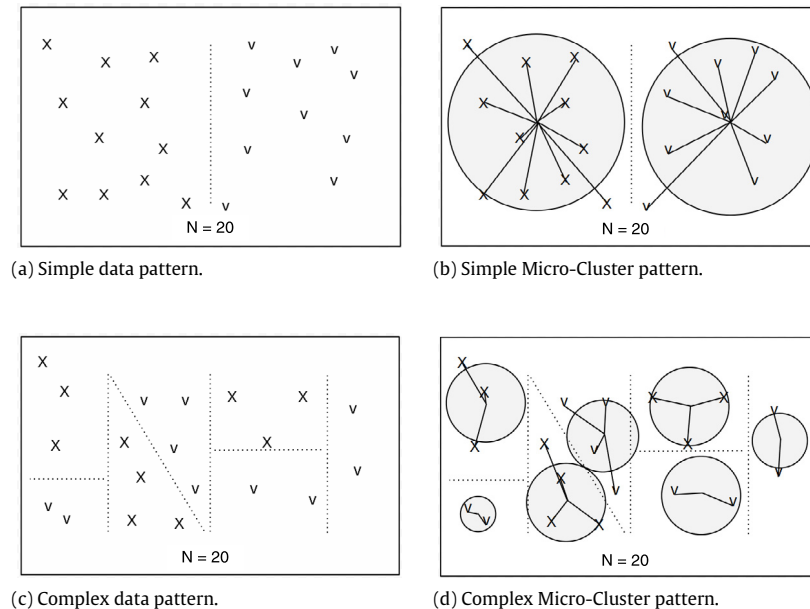 N = 20
N = 20
(a) Simple data pattern.
(b) Simple Micro-Cluster pattern.
N = 20
N = 20
(c) Complex data pattern.
(d) Complex Micro-Cluster pattern.